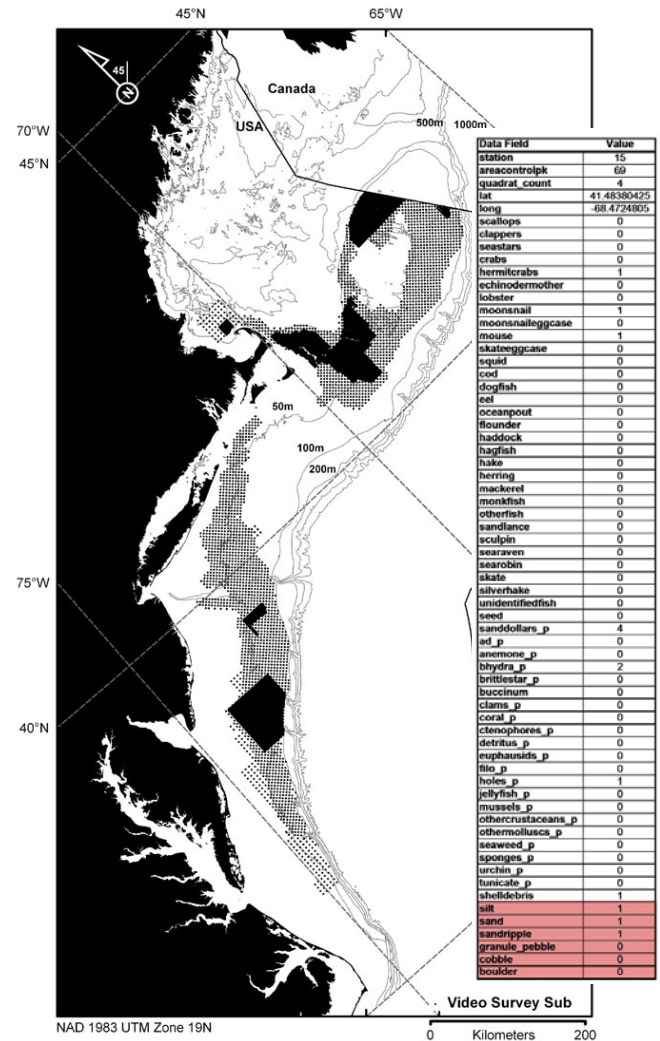 45°N 65°W
45
N
Canada
USA
500m 1000m
70°W
45°N
50m
100m
200m
75°W
40°N
Data Field Value
station 15
areacontrolpk 69
quadrat_count 4
lat 41.48380425
long -68.4724805
scallops 0
clappers 0
seastars 0
crabs 0
hermitcrabs 1
echinodermother 0
lobster 0
moonsnail 1
moonsnaileggcase 0
mouse 1
skateeggcase 0
squid 0
cod 0
dogfish 0
eel 0
oceanpout 0
flounder 0
haddock 0
hagfish 0
hake 0
herring 0
mackerel 0
monkfish 0
otherfish 0
sandlance 0
sculpin 0
searaven 0
searobin 0
skate 0
silverhake 0
unidentifiedfish 0
seed 0
sanddollars_p 4
ad_p 0
anemone_p 0
bhydra_p 2
brittlestar_p 0
buccinum 0
clams_p 0
coral_p 0
ctenophores_p 0
detritus_p 0
euphausids_p 0
filo_p 0
holes_p 1
jellyfish_p 0
mussels_p 0
othercrustaceans_p 0
othermolluscs_p 0
seaweed_p 0
sponges_p 0
urchin_p 0
tunicate_p 0
shelldebris 1
silt 1
sand 1
sandripple 1
granule_pebble 0
cobble 0
boulder 0
Video Survey Sub
NAD 1983 UTM Zone 19N
0 Kilometers 200